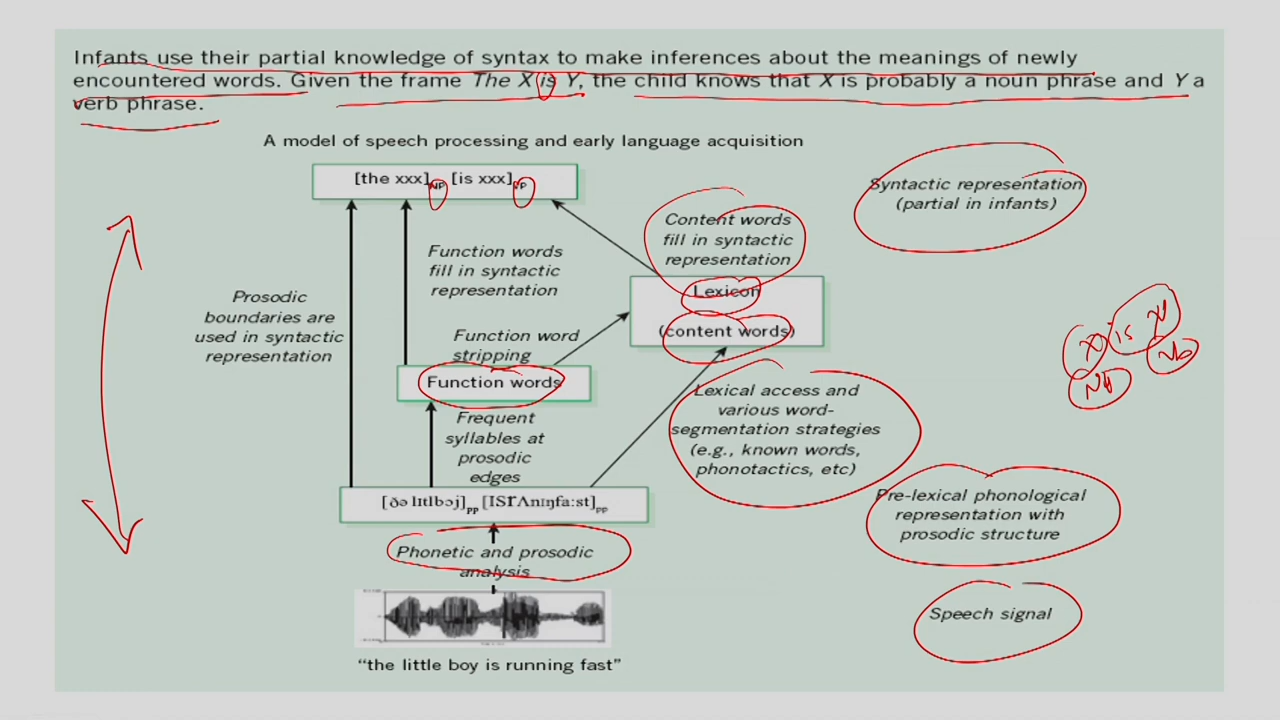 Infants use their partial knowledge of syntax to make inferences about the meanings of newly
encountered words. Given the frame The X is Y, the child knows that X is probably a noun phrase and Y a
verb phrase.
A model of speech processing and early language acquisition
[the xxx]NP [is xxx]VP
Syntactic representation
(partial in infants)
Content words
fill in syntactic
representation
Function words
fill in syntactic
representation
Prosodic
boundaries are
used in syntactic
representation
Lexicon
(content words)
Function word
stripping
Function words
is
Lexical access and
various word-
segmentation strategies
(e.g., known words,
phonotactics, etc)
Frequent
syllables at
prosodic
edges
[ðə lɪtlbɔj]PP [ISɾʌnɪŋfa:st]PP
Pre-lexical phonological
representation with
prosodic structure
Phonetic and prosodic
analysis
Speech signal
"the little boy is running fast"